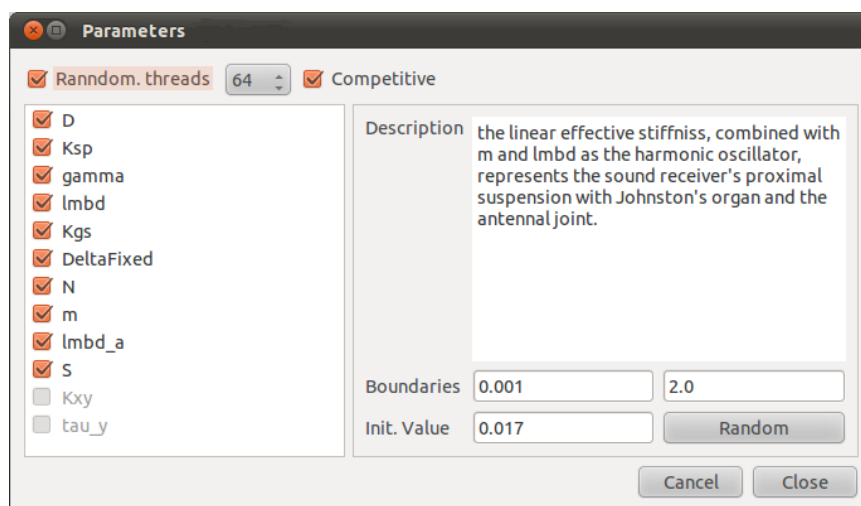 Parameters
Ranndom. threads 64 Competitive
D
Ksp
gamma
lmbd
Kgs
DeltaFixed
N
m
lmbd_a
S
Kxy
tau_y
Description
the linear effective stiffniss, combined with
m and lmbd as the harmonic oscillator,
represents the sound receiver's proximal
suspension with Johnston's organ and the
antennal joint.
Boundaries 0.001 2.0
Init. Value 0.017 Random
Cancel Close